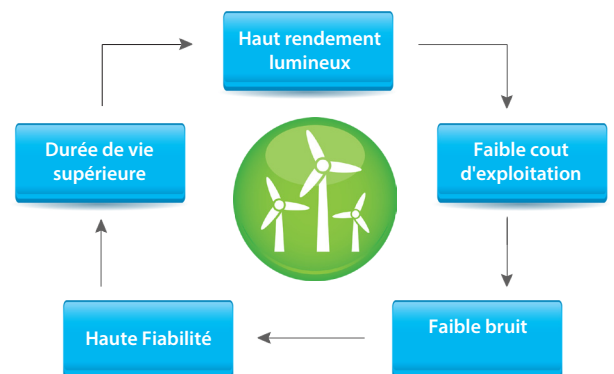 Haut rendement
lumineux
Faible cout
d'exploitation
Faible bruit
Haute Fiabilité
Durée de vie
supérieure